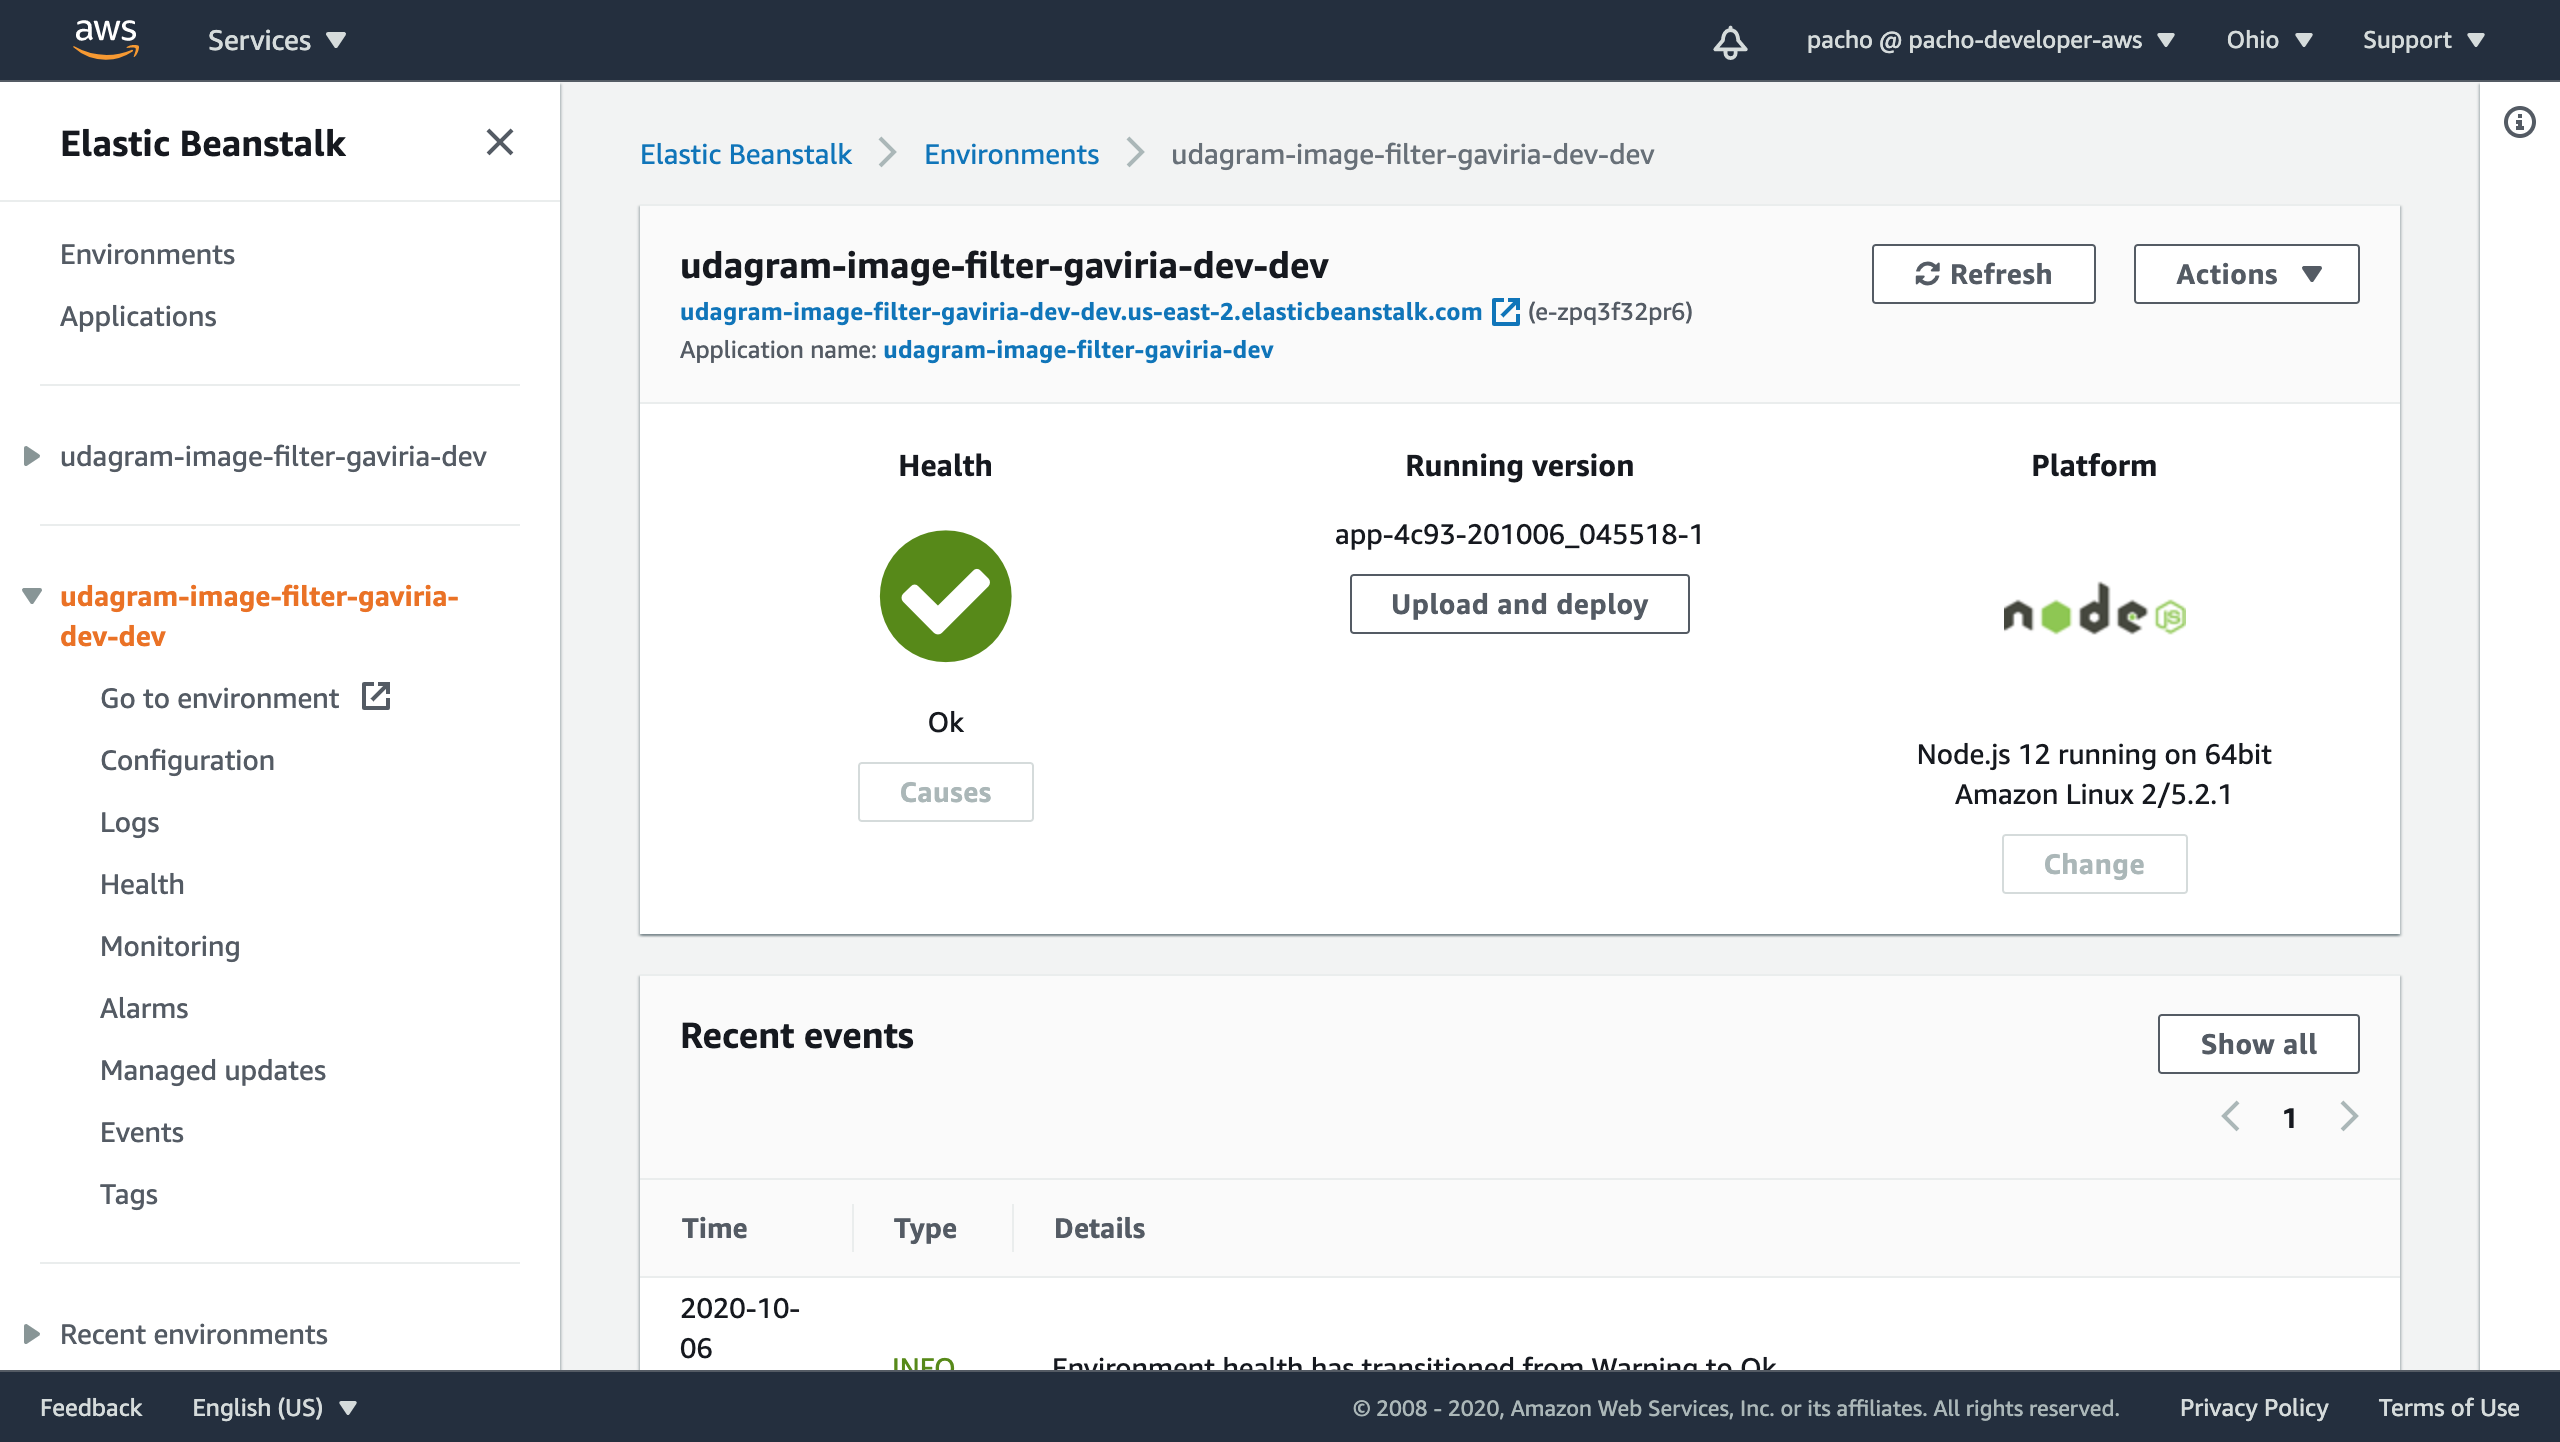 aws
Services
pacho @ pacho-developer-aws
Ohio
Support
Elastic Beanstalk
Environments
Applications
udagram-image-filter-gaviria-dev
udagram-image-filter-gaviria-
dev-dev
Go to environment
Configuration
Logs
Health
Monitoring
Alarms
Managed updates
Events
Tags
Recent environments
Elastic Beanstalk
Environments
udagram-image-filter-gaviria-dev-dev
udagram-image-filter-gaviria-dev-dev
udagram-image-filter-gaviria-dev-dev.us-east-2.elasticbeanstalk.com (e-zpq3f32pr6)
Application name: udagram-image-filter-gaviria-dev
Refresh
Actions
Health
Ok
Causes
Running version
app-4c93-201006_045518-1
Upload and deploy
Platform
node JS
Node.js 12 running on 64bit
Amazon Linux 2/5.2.1
Change
Recent events
Show all
1
Time
Type
Details
2020-10-
06
INFO
Environment health has transitioned from Warning to Ok
Feedback
English (US)
© 2008 - 2020, Amazon Web Services, Inc. or its affiliates. All rights reserved.
Privacy Policy
Terms of Use